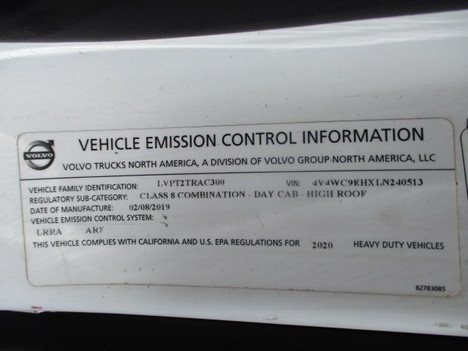 VOLVO
VEHICLE EMISSION CONTROL INFORMATION
VOLVO TRUCKS NORTH AMERICA, A DIVISION OF VOLVO GROUP NORTH AMERICA, LLC
VEHICLE FAMILY IDENTIFICATION: LVPT2TRAC300 VIN: 4V4WC9EHXLN240513
REGULATORY SUB-CATEGORY: CLASS 8 COMBINATION - DAY CAB - HIGH ROOF
DATE OF MANUFACTURE: 02/08/2019
VEHICLE EMISSION CONTROL SYSTEM:
LRRA ARF
THIS VEHICLE COMPLIES WITH CALIFORNIA AND U.S. EPA REGULATIONS FOR 2020 HEAVY DUTY VEHICLES
82783085